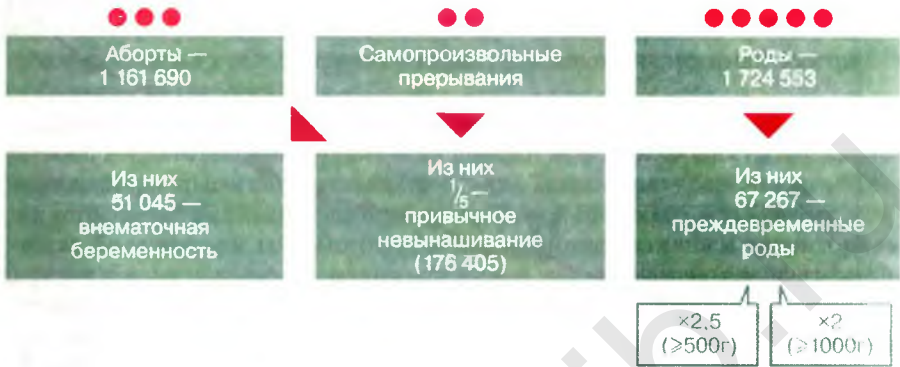 Аборты —
1 161 690
Самопроизвольные
прерывания
Роды —
1 724 553
Из них
51 045 —
внематочная
беременность
Из них
1/5 —
привычное
невынашивание
(176 405)
Из них
67 267 —
преждевременные
роды
×2,5
(≥500г)
×2
(≥1000г)